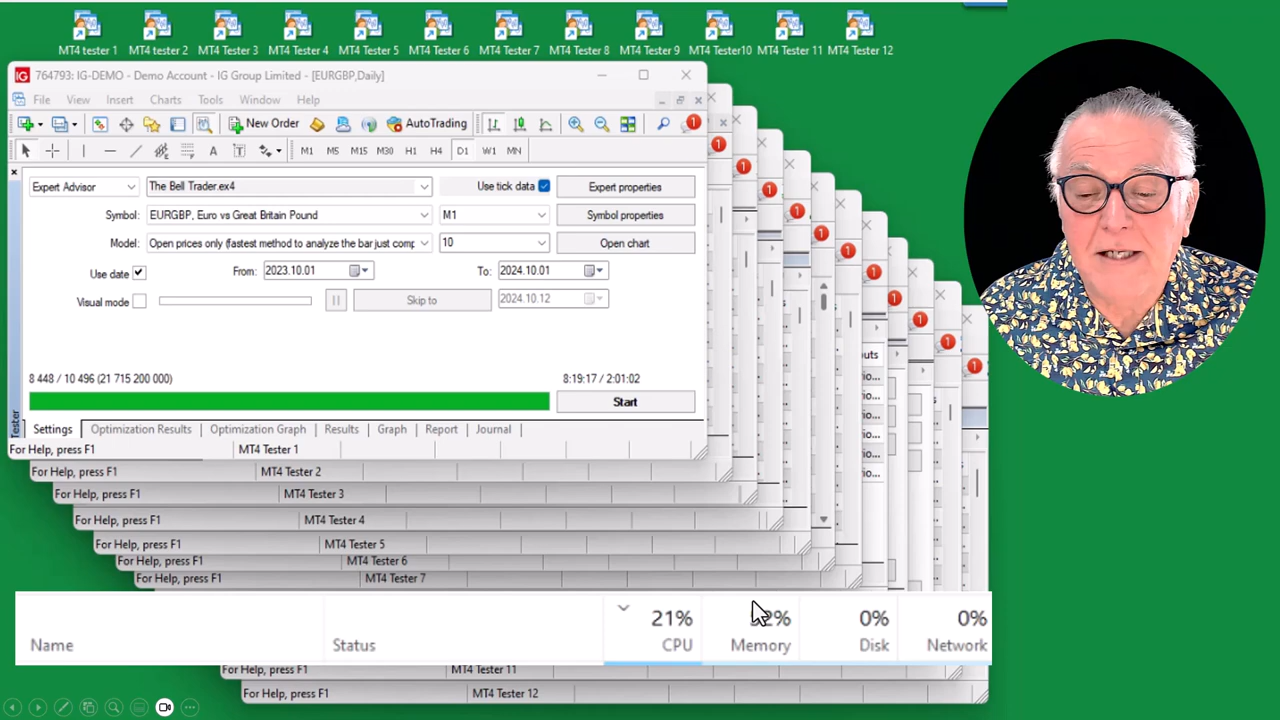 MT4 tester 1 MT4 tester 2 MT4 Tester 3 MT4 Tester 4 MT4 Tester 5 MT4 Tester 6 MT4 Tester 7 MT4 Tester 8 MT4 Tester 9 MT4 Tester10 MT4 Tester 11 MT4 Tester 12
IG 764793: IG-DEMO - Demo Account - IG Group Limited - [EURGBP,Daily]
File View Insert Charts Tools Window Help
New Order AutoTrading 1
A T M1 M5 M15 M30 H1 H4 D1 W1 MN
Expert Advisor The Bell Trader.ex4 Use tick data Expert properties
Symbol: EURGBP, Euro vs Great Britain Pound M1 Symbol properties
Model: Open prices only (fastest method to analyze the bar just comp 10 Open chart
Use date From: 2023.10.01 To: 2024.10.01
Visual mode Skip to 2024.10.12
8 448 / 10 496 (21 715 200 000) 8:19:17 / 2:01:02
Start
Tester
Settings Optimization Results Optimization Graph Results Graph Report Journal
For Help, press F1 MT4 Tester 1
For Help, press F1 MT4 Tester 2
For Help, press F1 MT4 Tester 3
For Help, press F1 MT4 Tester 4
For Help, press F1 MT4 Tester 5
For Help, press F1 MT4 Tester 6
For Help, press F1 MT4 Tester 7
21% 0% 0%
Name Status CPU Memory Disk Network
For Help, press F1 MT4 Tester 11
For Help, press F1 MT4 Tester 12